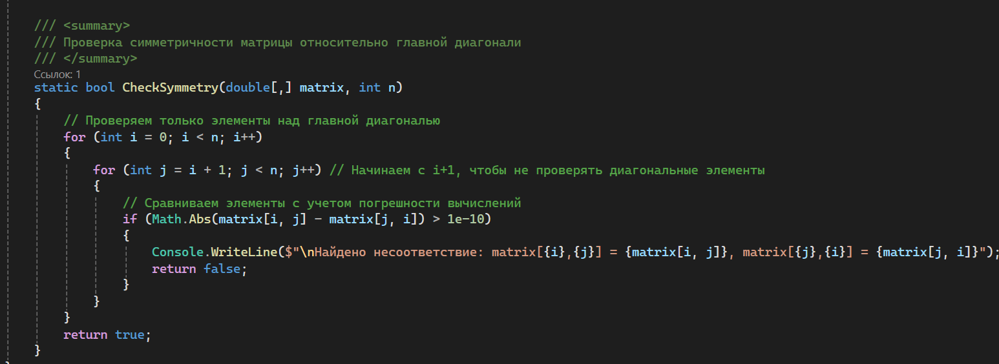 /// <summary>
/// Проверка симметричности матрицы относительно главной диагонали
/// </summary>
Ссылок: 1
static bool CheckSymmetry(double[,] matrix, int n)
{
// Проверяем только элементы над главной диагональю
for (int i = 0; i < n; i++)
{
for (int j = i + 1; j < n; j++) // Начинаем с i+1, чтобы не проверять диагональные элементы
{
// Сравниваем элементы с учетом погрешности вычислений
if (Math.Abs(matrix[i, j] - matrix[j, i]) > 1e-10)
{
Console.WriteLine($"\nНайдено несоответствие: matrix[{i},{j}] = {matrix[i, j]}, matrix[{j},{i}] = {matrix[j, i]}");
return false;
}
}
}
return true;
}